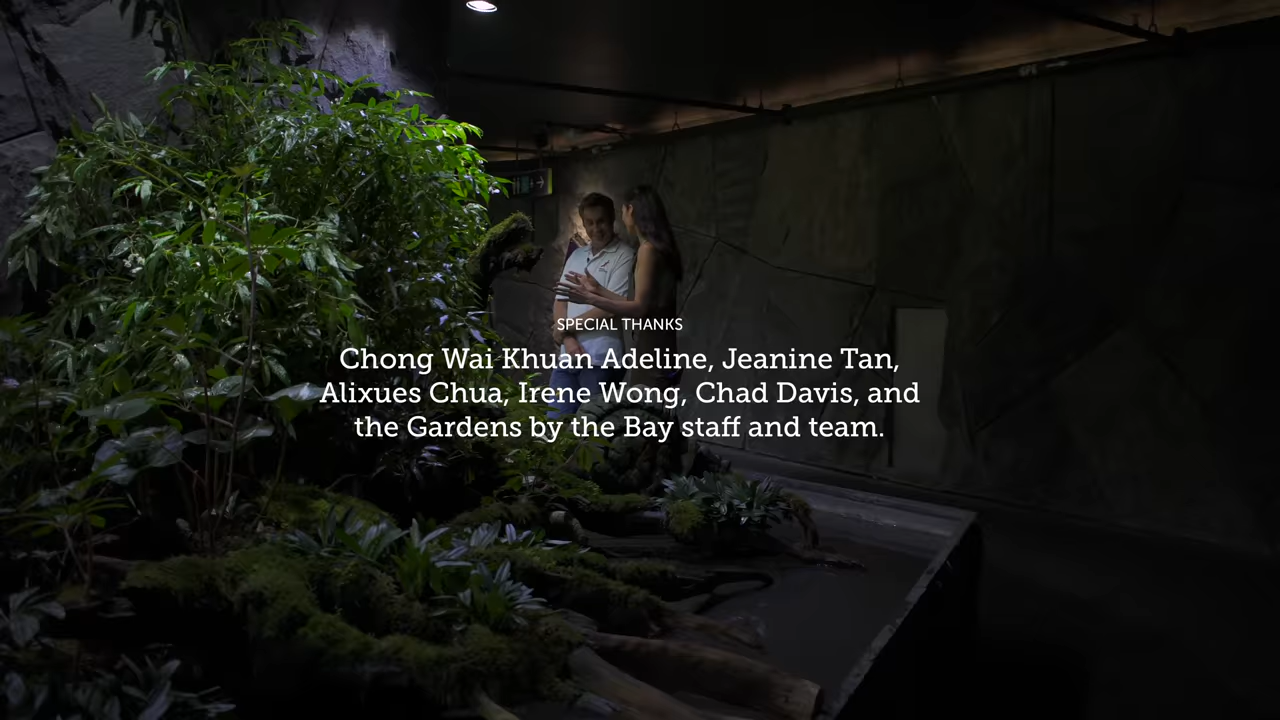 SPECIAL THANKS
Chong Wai Khuan Adeline, Jeanine Tan,
Alixues Chua, Irene Wong, Chad Davis, and
the Gardens by the Bay staff and team.